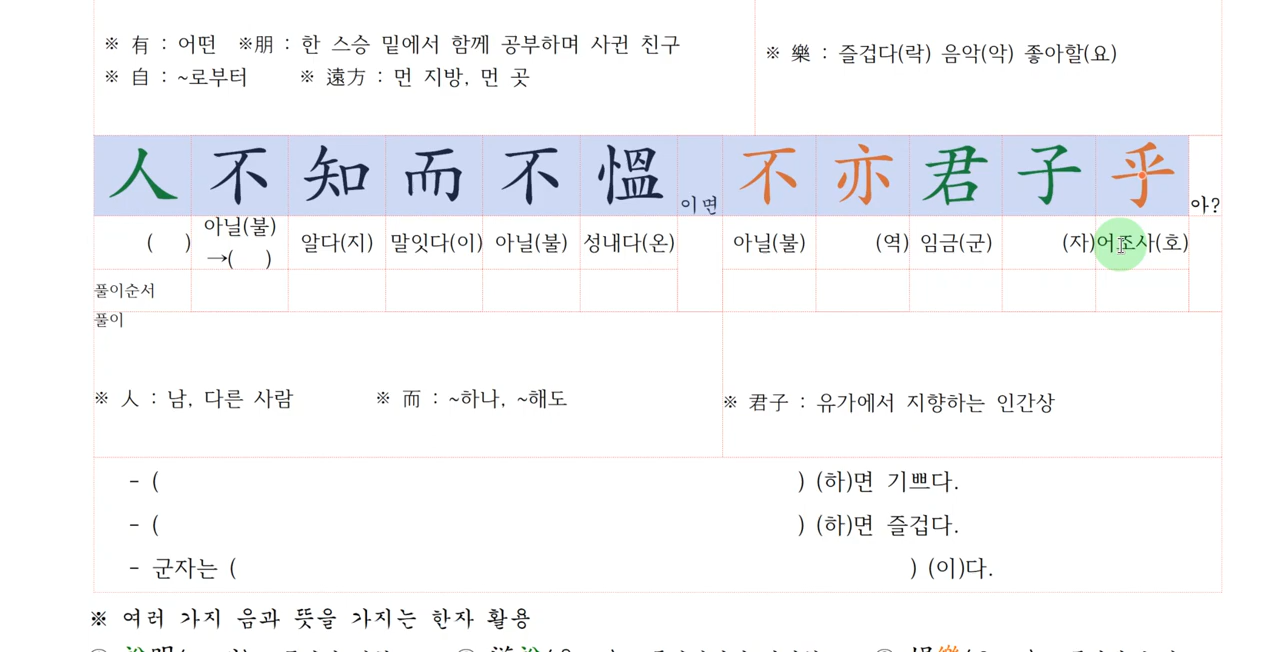 ※ 有 : 어떤 ※朋 : 한 스승 밑에서 함께 공부하며 사귄 친구
※ 自 : ~로부터 ※ 遠方 : 먼 지방, 먼 곳
※ 樂 : 즐겁다(락) 음악(악) 좋아할(요)
人不知而不慍이면 不亦君子乎아?
( ) 아닐(불)→( ) 알다(지) 말잇다(이) 아닐(불) 성내다(온) 아닐(불) (역) 임금(군) (자) 어조사(호)
풀이순서
풀이
※ 人 : 남, 다른 사람 ※ 而 : ~하나, ~해도
※ 君子 : 유가에서 지향하는 인간상
- ( ) (하)면 기쁘다.
- ( ) (하)면 즐겁다.
- 군자는 ( ) (이)다.
※ 여러 가지 음과 뜻을 가지는 한자 활용